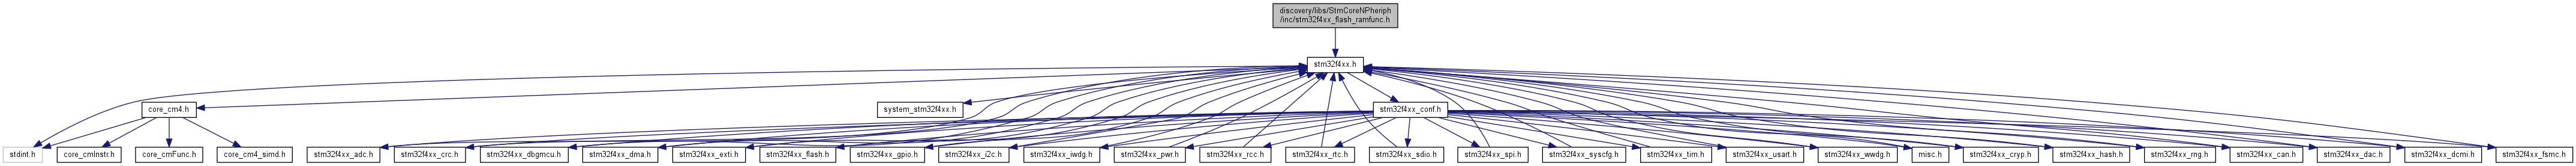 discovery/libs/StmCoreNPheriph
/inc/stm32f4xx_flash_ramfunc.h
stm32f4xx.h
core_cm4.h
system_stm32f4xx.h
stm32f4xx_conf.h
stdint.h
core_cmInstr.h
core_cmFunc.h
core_cm4_simd.h
stm32f4xx_adc.h
stm32f4xx_crc.h
stm32f4xx_dbgmcu.h
stm32f4xx_dma.h
stm32f4xx_exti.h
stm32f4xx_flash.h
stm32f4xx_gpio.h
stm32f4xx_i2c.h
stm32f4xx_iwdg.h
stm32f4xx_pwr.h
stm32f4xx_rcc.h
stm32f4xx_rtc.h
stm32f4xx_sdio.h
stm32f4xx_spi.h
stm32f4xx_syscfg.h
stm32f4xx_tim.h
stm32f4xx_usart.h
stm32f4xx_wwdg.h
misc.h
stm32f4xx_cryp.h
stm32f4xx_hash.h
stm32f4xx_rng.h
stm32f4xx_can.h
stm32f4xx_dac.h
stm32f4xx_dcmi.h
stm32f4xx_fsmc.h